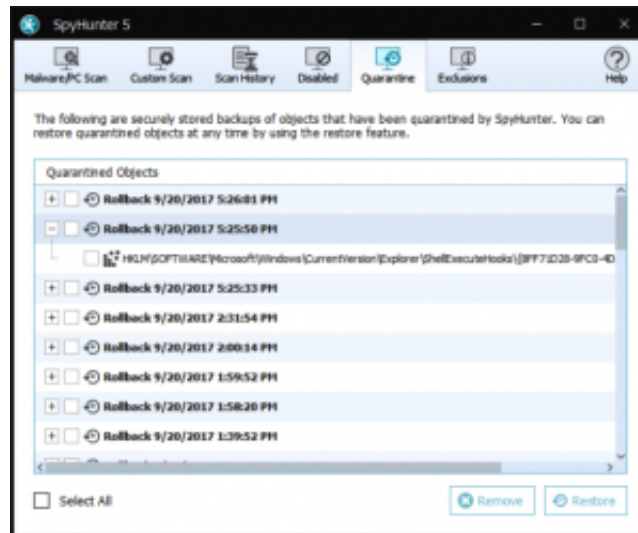 SpyHunter 5
Malware/PC Scan Custom Scan Scan History Disabled Quarantine Exclusions Help
The following are securely stored backups of objects that have been quarantined by SpyHunter. You can
restore quarantined objects at any time by using the restore feature.
Quarantined Objects
Rollback 9/20/2017 5:26:01 PM
Rollback 9/20/2017 5:25:50 PM
HKLM\SOFTWARE\Microsoft\Windows\CurrentVersion\Explorer\ShellExecuteHooks\
Rollback 9/20/2017 5:25:33 PM
Rollback 9/20/2017 2:31:54 PM
Rollback 9/20/2017 2:00:14 PM
Rollback 9/20/2017 1:59:52 PM
Rollback 9/20/2017 1:58:20 PM
Rollback 9/20/2017 1:39:52 PM
Select All Remove Restore